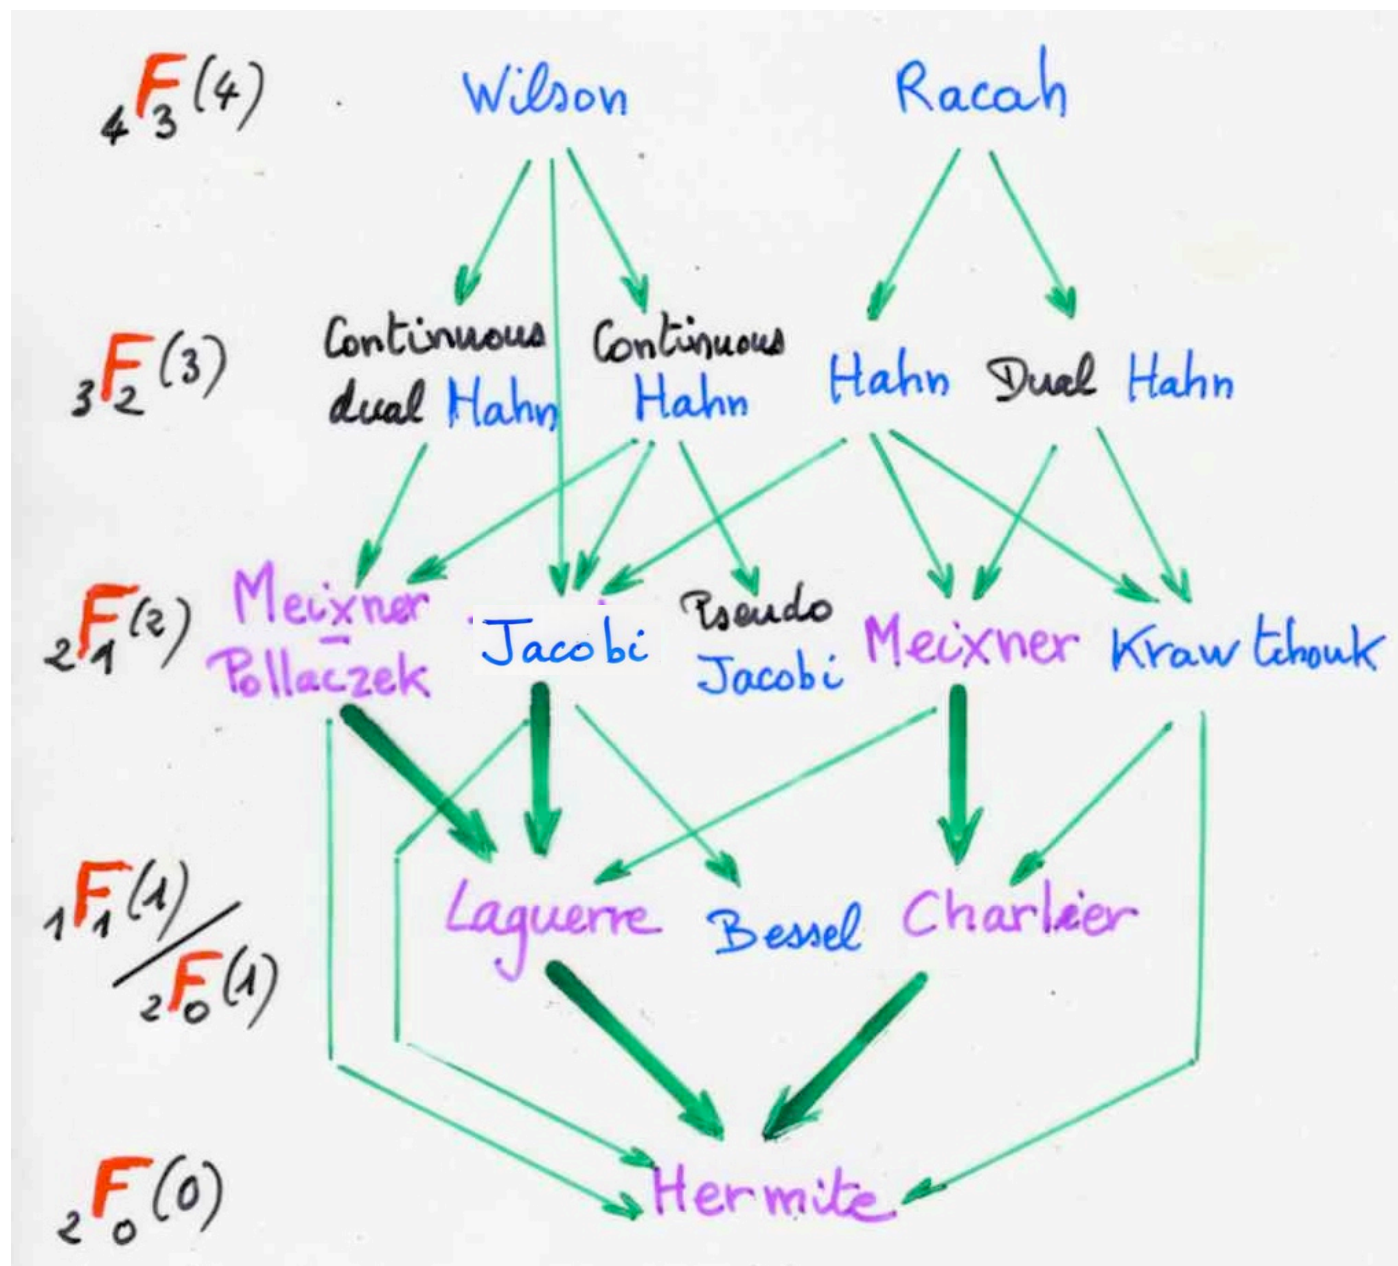 ₄F₃(4) Wilson Racah
₃F₂(3) Continuous dual Hahn Continuous Hahn Hahn Dual Hahn
₂F₁(2) Meixner – Pollaczek Jacobi Pseudo Jacobi Meixner Krawtchouk
₁F₁(1) / ₂F₀(1) Laguerre Bessel Charlier
₂F₀(0) Hermite